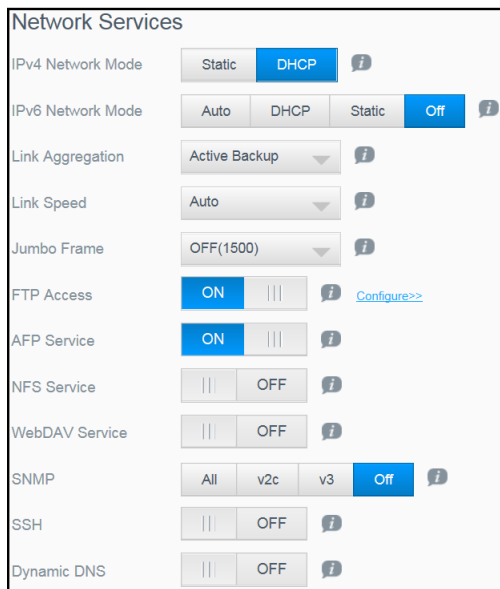 Network Services
IPv4 Network Mode Static DHCP i
IPv6 Network Mode Auto DHCP Static Off i
Link Aggregation Active Backup i
Link Speed Auto i
Jumbo Frame OFF(1500) i
FTP Access ON i Configure>>
AFP Service ON i
NFS Service OFF i
WebDAV Service OFF i
SNMP All v2c v3 Off i
SSH OFF i
Dynamic DNS OFF i